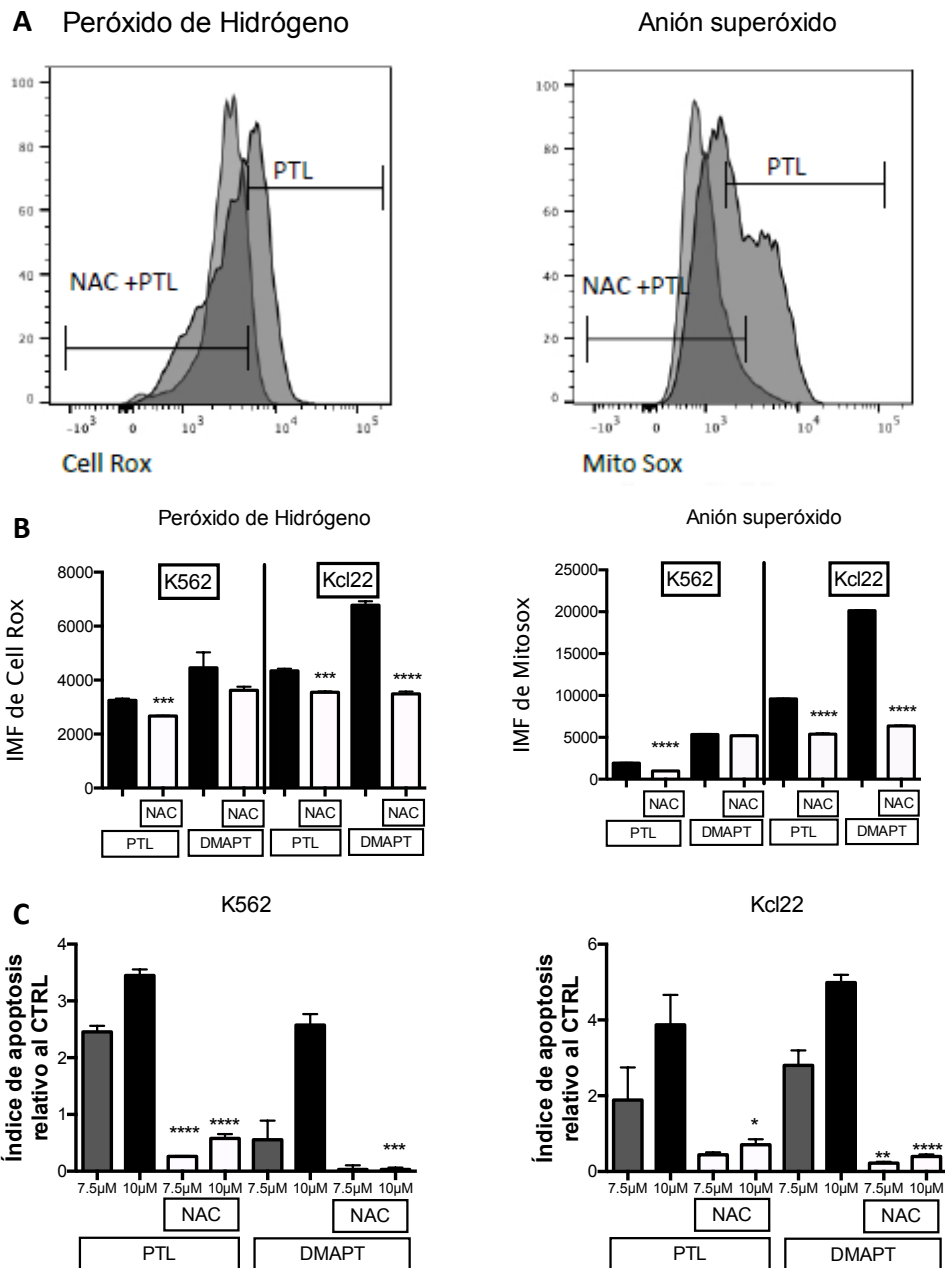 A Peróxido de Hidrógeno
Anión superóxido
100
80
60
40
20
0
PTL
NAC +PTL
-10³ 0 10³ 10⁴ 10⁵
Cell Rox
100
80
60
40
20
0
PTL
NAC +PTL
-10³ 0 10³ 10⁴ 10⁵
Mito Sox
B
Peróxido de Hidrógeno
IMF de Cell Rox
8000
6000
4000
2000
0
K562
Kcl22
*** *** ****
NAC NAC NAC NAC
PTL DMAPT PTL DMAPT
Anión superóxido
IMF de Mitosox
25000
20000
15000
10000
5000
0
K562
Kcl22
**** **** ****
NAC NAC NAC NAC
PTL DMAPT PTL DMAPT
C
K562
Índice de apoptosis
relativo al CTRL
4
3
2
1
0
**** **** ***
7.5µM 10µM 7.5µM 10µM 7.5µM 10µM 7.5µM 10µM
NAC NAC
PTL DMAPT
Kcl22
Índice de apoptosis
relativo al CTRL
6
4
2
0
* ** ****
7.5µM 10µM 7.5µM 10µM 7.5µM 10µM 7.5µM 10µM
NAC NAC
PTL DMAPT